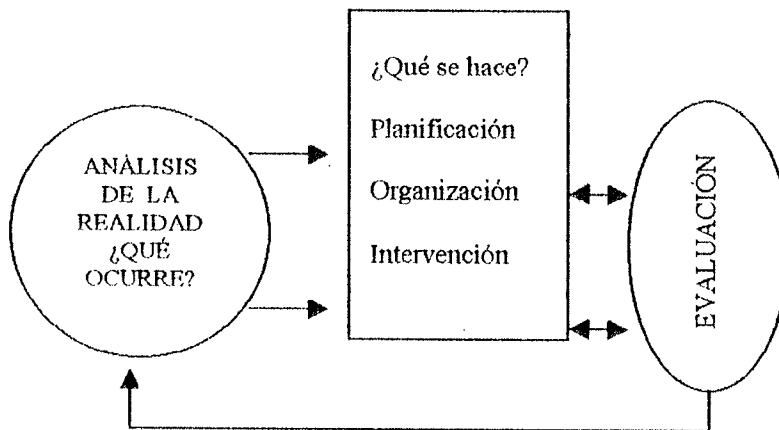 ANÁLISIS
DE LA
REALIDAD
¿QUÉ
OCURRE?
¿Qué se hace?
Planificación
Organización
Intervención
EVALUACIÓN